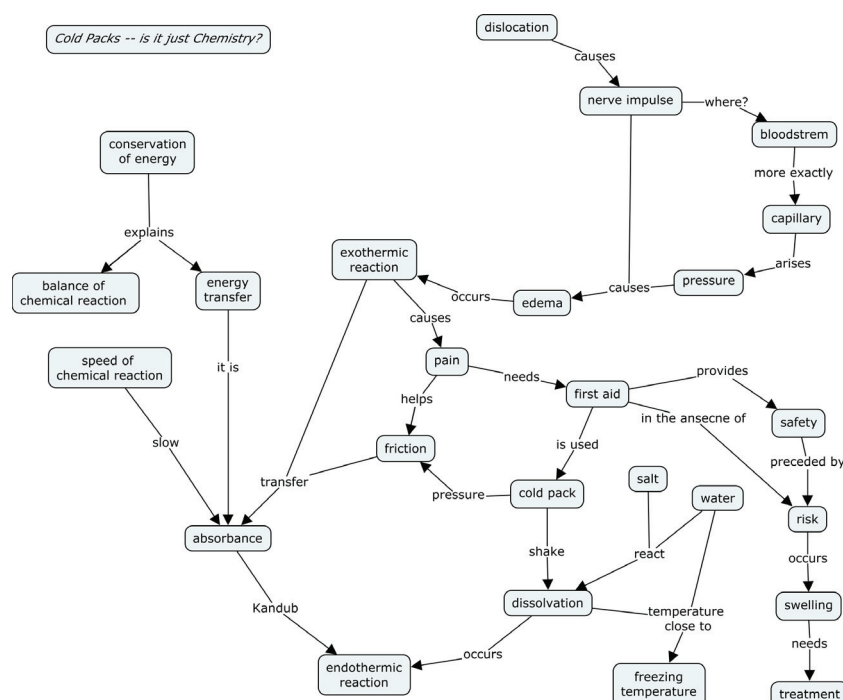 Cold Packs -- is it just Chemistry?
dislocation
causes
nerve impulse
where?
bloodstrem
more exactly
capillary
arises
pressure
causes
edema
occurs
exothermic
reaction
conservation
of energy
explains
balance of
chemical reaction
energy
transfer
it is
speed of
chemical reaction
slow
causes
pain
needs
first aid
provides
safety
in the ansecne of
preceded by
risk
occurs
swelling
needs
treatment
helps
friction
is used
cold pack
pressure
transfer
absorbance
salt
water
shake
react
dissolvation
temperature
close to
freezing
temperature
Kandub
occurs
endothermic
reaction